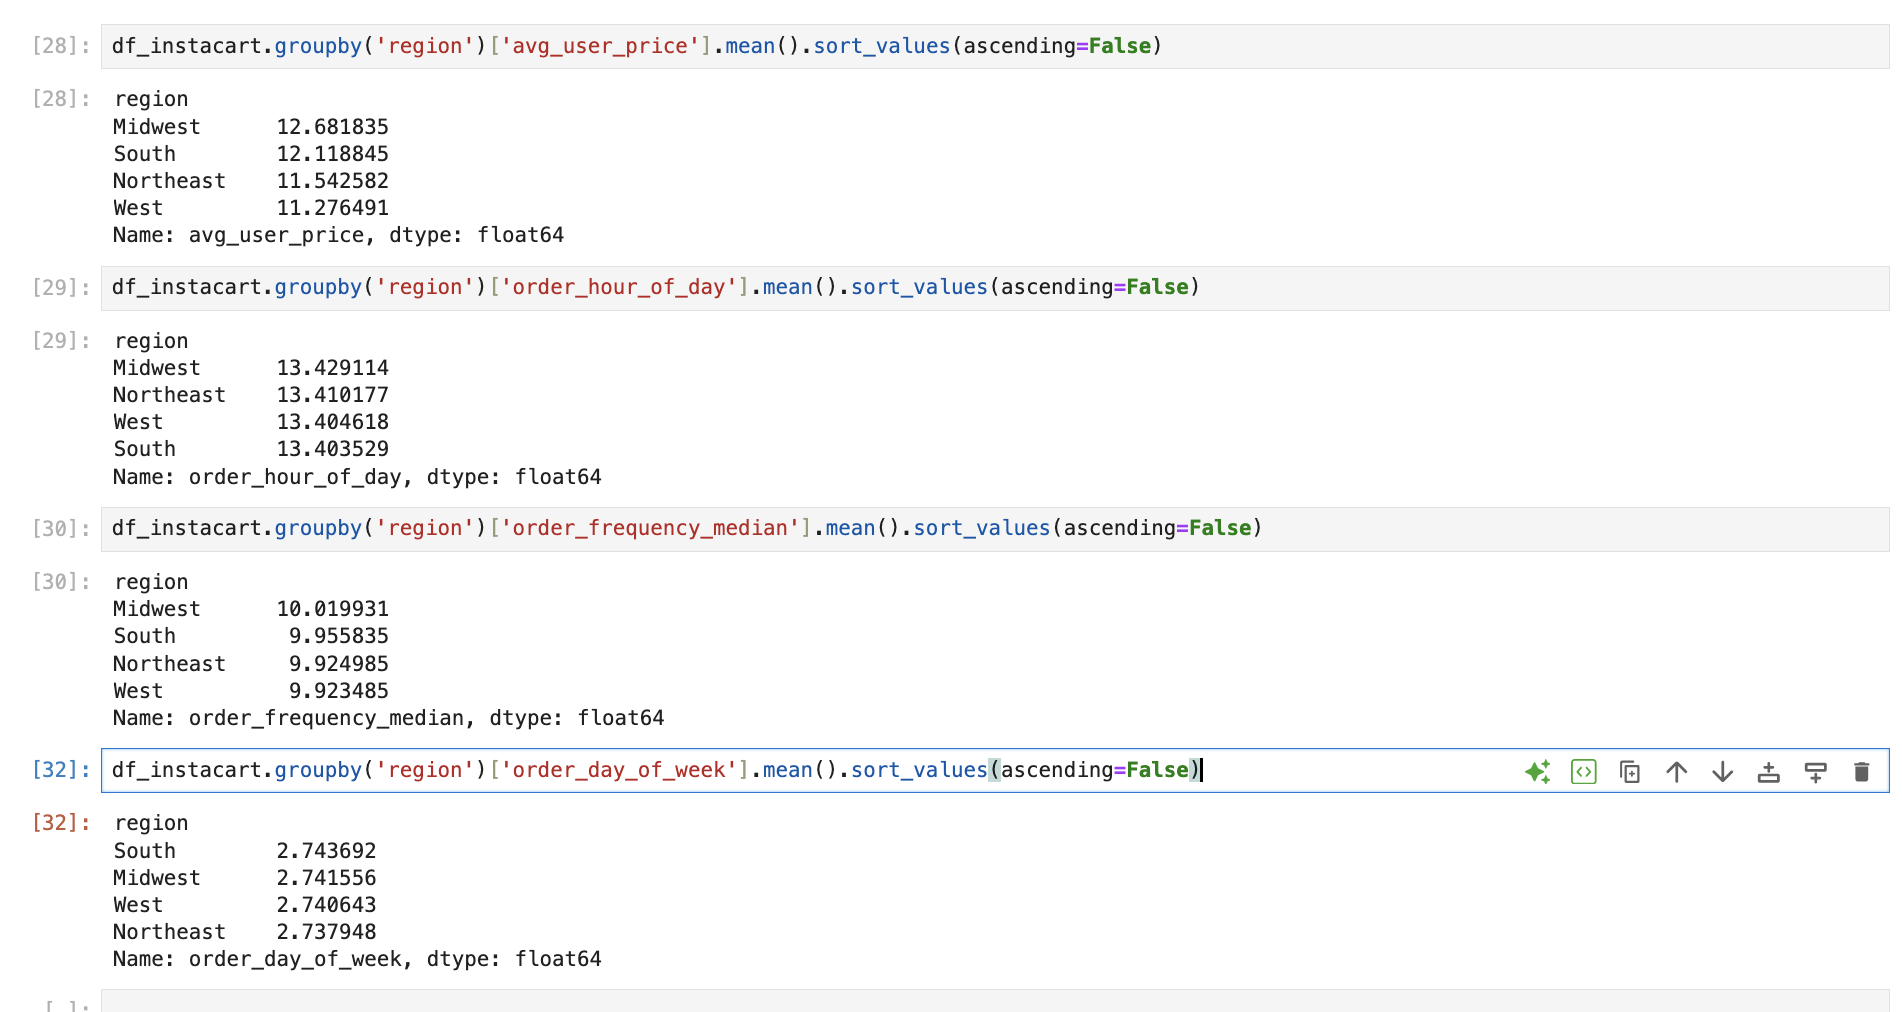 [28]: df_instacart.groupby('region')['avg_user_price'].mean().sort_values(ascending=False)
[28]: region
Midwest      12.681835
South        12.118845
Northeast    11.542582
West         11.276491
Name: avg_user_price, dtype: float64
[29]: df_instacart.groupby('region')['order_hour_of_day'].mean().sort_values(ascending=False)
[29]: region
Midwest      13.429114
Northeast    13.410177
West         13.404618
South        13.403529
Name: order_hour_of_day, dtype: float64
[30]: df_instacart.groupby('region')['order_frequency_median'].mean().sort_values(ascending=False)
[30]: region
Midwest      10.019931
South         9.955835
Northeast     9.924985
West          9.923485
Name: order_frequency_median, dtype: float64
[32]: df_instacart.groupby('region')['order_day_of_week'].mean().sort_values(ascending=False)
[32]: region
South        2.743692
Midwest      2.741556
West         2.740643
Northeast    2.737948
Name: order_day_of_week, dtype: float64
[ ]: